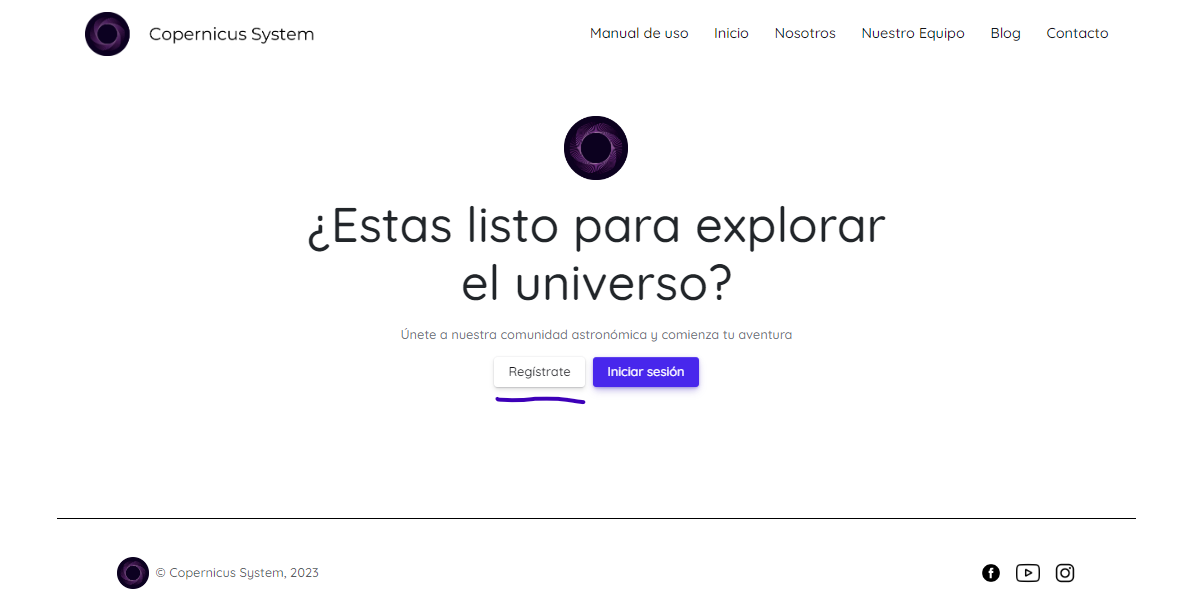 Copernicus System
Manual de uso Inicio Nosotros Nuestro Equipo Blog Contacto
¿Estas listo para explorar
el universo?
Únete a nuestra comunidad astronómica y comienza tu aventura
Regístrate Iniciar sesión
© Copernicus System, 2023